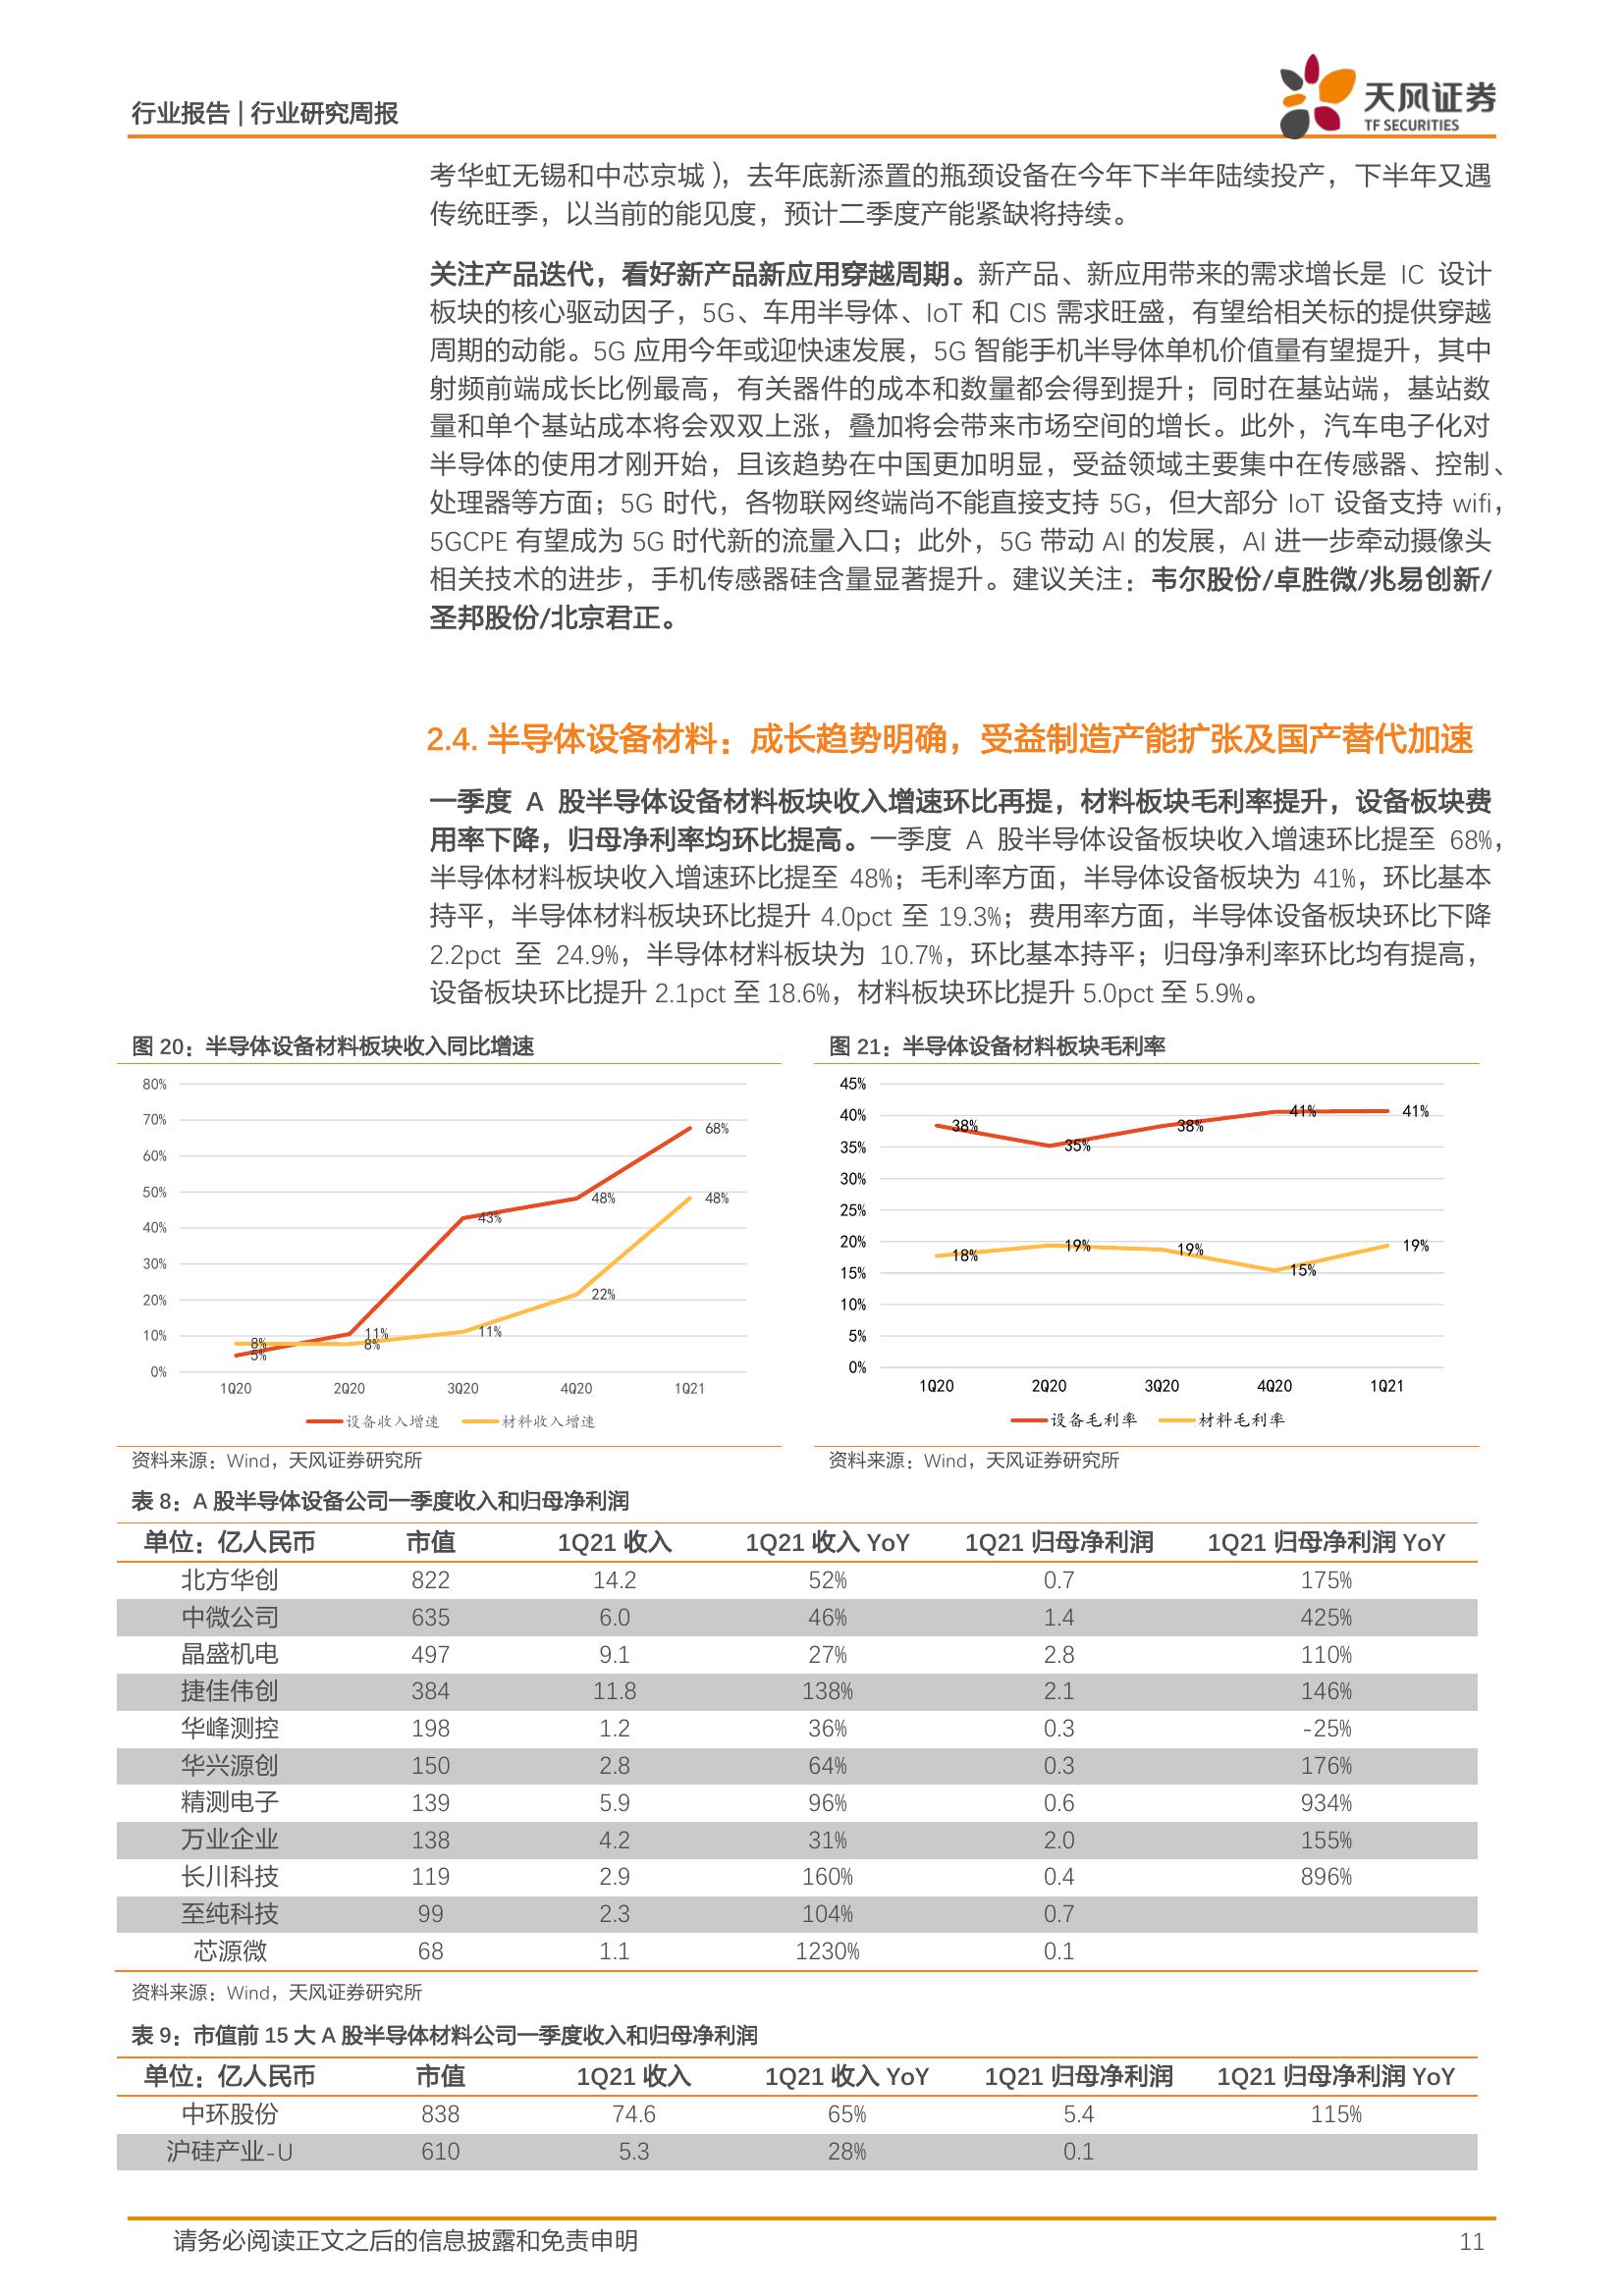 行业报告 | 行业研究周报
天风证券
TF SECURITIES
考华虹无锡和中芯京城），去年底新添置的瓶颈设备在今年下半年陆续投产，下半年又遇
传统旺季，以当前的能见度，预计二季度产能紧缺将持续。
关注产品迭代，看好新产品新应用穿越周期。新产品、新应用带来的需求增长是 IC 设计
板块的核心驱动因子，5G、车用半导体、IoT 和 CIS 需求旺盛，有望给相关标的提供穿越
周期的动能。5G 应用今年或迎快速发展，5G 智能手机半导体单机价值量有望提升，其中
射频前端成长比例最高，有关器件的成本和数量都会得到提升；同时在基站端，基站数
量和单个基站成本将会双双上涨，叠加将会带来市场空间的增长。此外，汽车电子化对
半导体的使用才刚开始，且该趋势在中国更加明显，受益领域主要集中在传感器、控制、
处理器等方面；5G 时代，各物联网终端尚不能直接支持 5G，但大部分 IoT 设备支持 wifi，
5GCPE 有望成为 5G 时代新的流量入口；此外，5G 带动 AI 的发展，AI 进一步牵动摄像头
相关技术的进步，手机传感器硅含量显著提升。建议关注：韦尔股份/卓胜微/兆易创新/
圣邦股份/北京君正。
2.4. 半导体设备材料：成长趋势明确，受益制造产能扩张及国产替代加速
一季度 A 股半导体设备材料板块收入增速环比再提，材料板块毛利率提升，设备板块费
用率下降，归母净利率均环比提高。一季度 A 股半导体设备板块收入增速环比提至 68%，
半导体材料板块收入增速环比提至 48%；毛利率方面，半导体设备板块为 41%，环比基本
持平，半导体材料板块环比提升 4.0pct 至 19.3%；费用率方面，半导体设备板块环比下降
2.2pct 至 24.9%，半导体材料板块为 10.7%，环比基本持平；归母净利率环比均有提高，
设备板块环比提升 2.1pct 至 18.6%，材料板块环比提升 5.0pct 至 5.9%。
图 20：半导体设备材料板块收入同比增速
80%
70%
60%
50%
40%
30%
20%
10%
0%
68%
48%
48%
43%
22%
11%
11%
8%
8%
5%
1Q20 2Q20 3Q20 4Q20 1Q21
设备收入增速 材料收入增速
资料来源：Wind，天风证券研究所
图 21：半导体设备材料板块毛利率
45%
40%
35%
30%
25%
20%
15%
10%
5%
0%
38% 35% 38% 41% 41%
18% 19% 19% 15% 19%
1Q20 2Q20 3Q20 4Q20 1Q21
设备毛利率 材料毛利率
资料来源：Wind，天风证券研究所
表 8：A 股半导体设备公司一季度收入和归母净利润
单位：亿人民币 市值 1Q21 收入 1Q21 收入 YoY 1Q21 归母净利润 1Q21 归母净利润 YoY
北方华创 822 14.2 52% 0.7 175%
中微公司 635 6.0 46% 1.4 425%
晶盛机电 497 9.1 27% 2.8 110%
捷佳伟创 384 11.8 138% 2.1 146%
华峰测控 198 1.2 36% 0.3 -25%
华兴源创 150 2.8 64% 0.3 176%
精测电子 139 5.9 96% 0.6 934%
万业企业 138 4.2 31% 2.0 155%
长川科技 119 2.9 160% 0.4 896%
至纯科技 99 2.3 104% 0.7
芯源微 68 1.1 1230% 0.1
资料来源：Wind，天风证券研究所
表 9：市值前 15 大 A 股半导体材料公司一季度收入和归母净利润
单位：亿人民币 市值 1Q21 收入 1Q21 收入 YoY 1Q21 归母净利润 1Q21 归母净利润 YoY
中环股份 838 74.6 65% 5.4 115%
沪硅产业-U 610 5.3 28% 0.1
请务必阅读正文之后的信息披露和免责申明 11